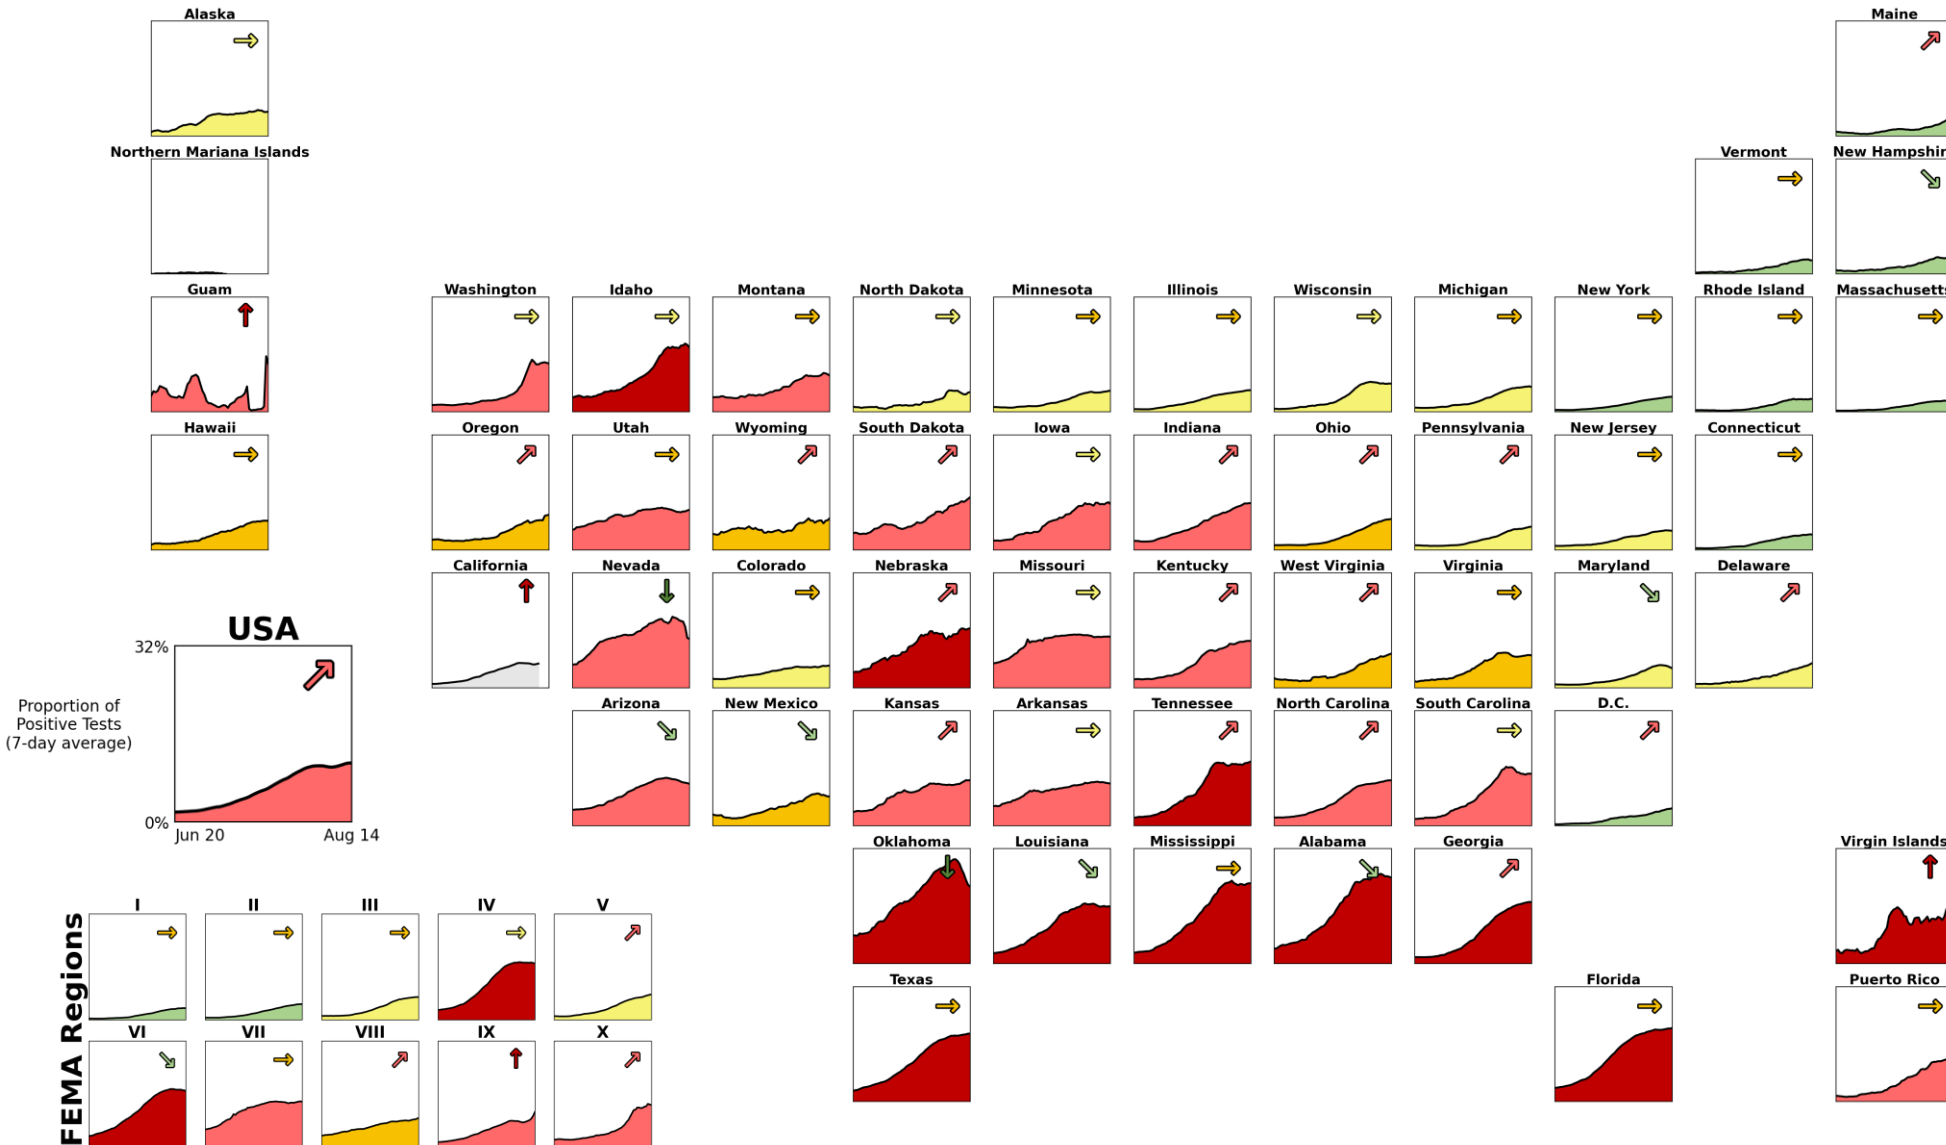 Alaska
Maine
Northern Mariana Islands
Vermont
New Hampshir
Guam
Washington
Idaho
Montana
North Dakota
Minnesota
Illinois
Wisconsin
Michigan
New York
Rhode Island
Massachusetts
Hawaii
Oregon
Utah
Wyoming
South Dakota
Iowa
Indiana
Ohio
Pennsylvania
New Jersey
Connecticut
California
Nevada
Colorado
Nebraska
Missouri
Kentucky
West Virginia
Virginia
Maryland
Delaware
USA
32%
Proportion of
Positive Tests
(7-day average)
0%
Jun 20
Aug 14
Arizona
New Mexico
Kansas
Arkansas
Tennessee
North Carolina
South Carolina
D.C.
Oklahoma
Louisiana
Mississippi
Alabama
Georgia
Virgin Islands
FEMA Regions
I
II
III
IV
V
Texas
Florida
Puerto Rico
VI
VII
VIII
IX
X